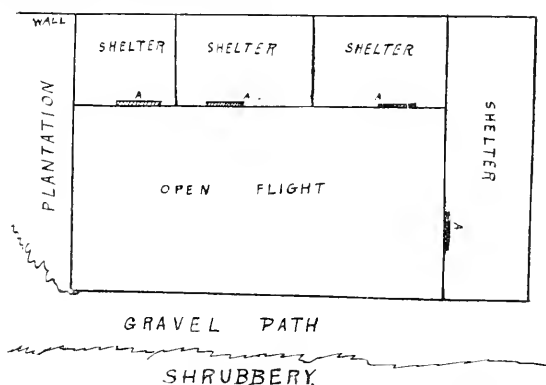 WALL
SHELTER SHELTER SHELTER
A A A
PLANTATION
SHELTER
OPEN FLIGHT
A
GRAVEL PATH
SHRUBBERY.